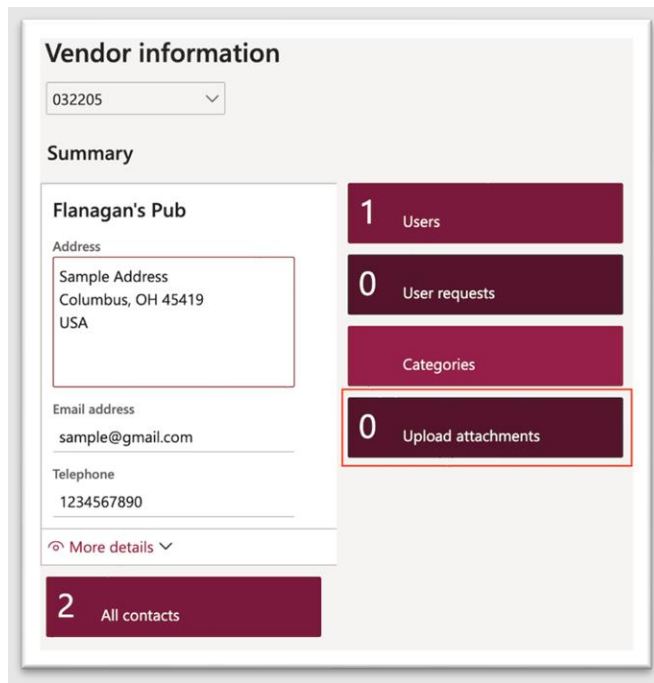 Vendor information
032205
Summary
Flanagan's Pub
Address
Sample Address
Columbus, OH 45419
USA
Email address
sample@gmail.com
Telephone
1234567890
More details
2 All contacts
1 Users
0 User requests
Categories
0 Upload attachments